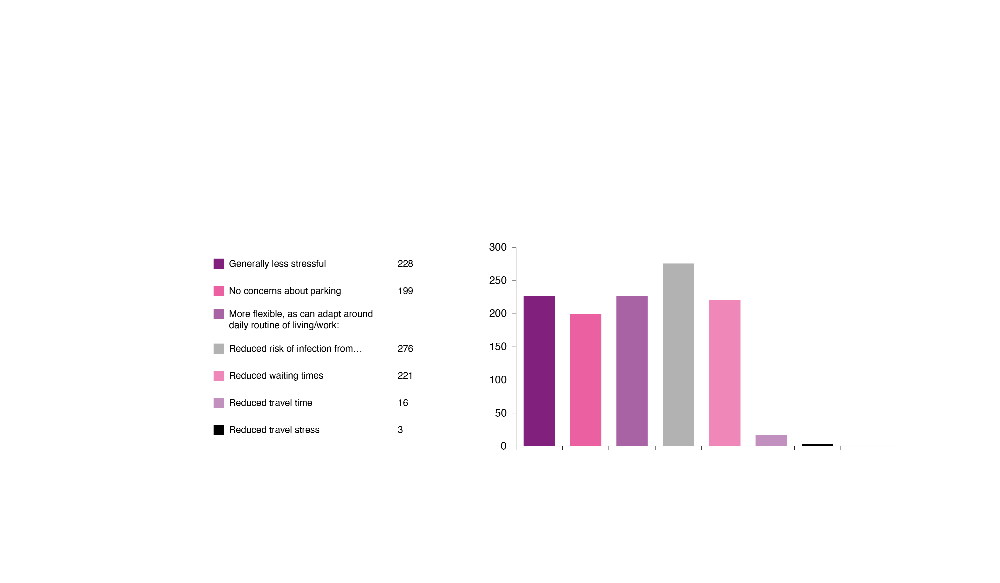 Generally less stressful 228
No concerns about parking 199
More flexible, as can adapt around
daily routine of living/work:
Reduced risk of infection from… 276
Reduced waiting times 221
Reduced travel time 16
Reduced travel stress 3
300
250
200
150
100
50
0